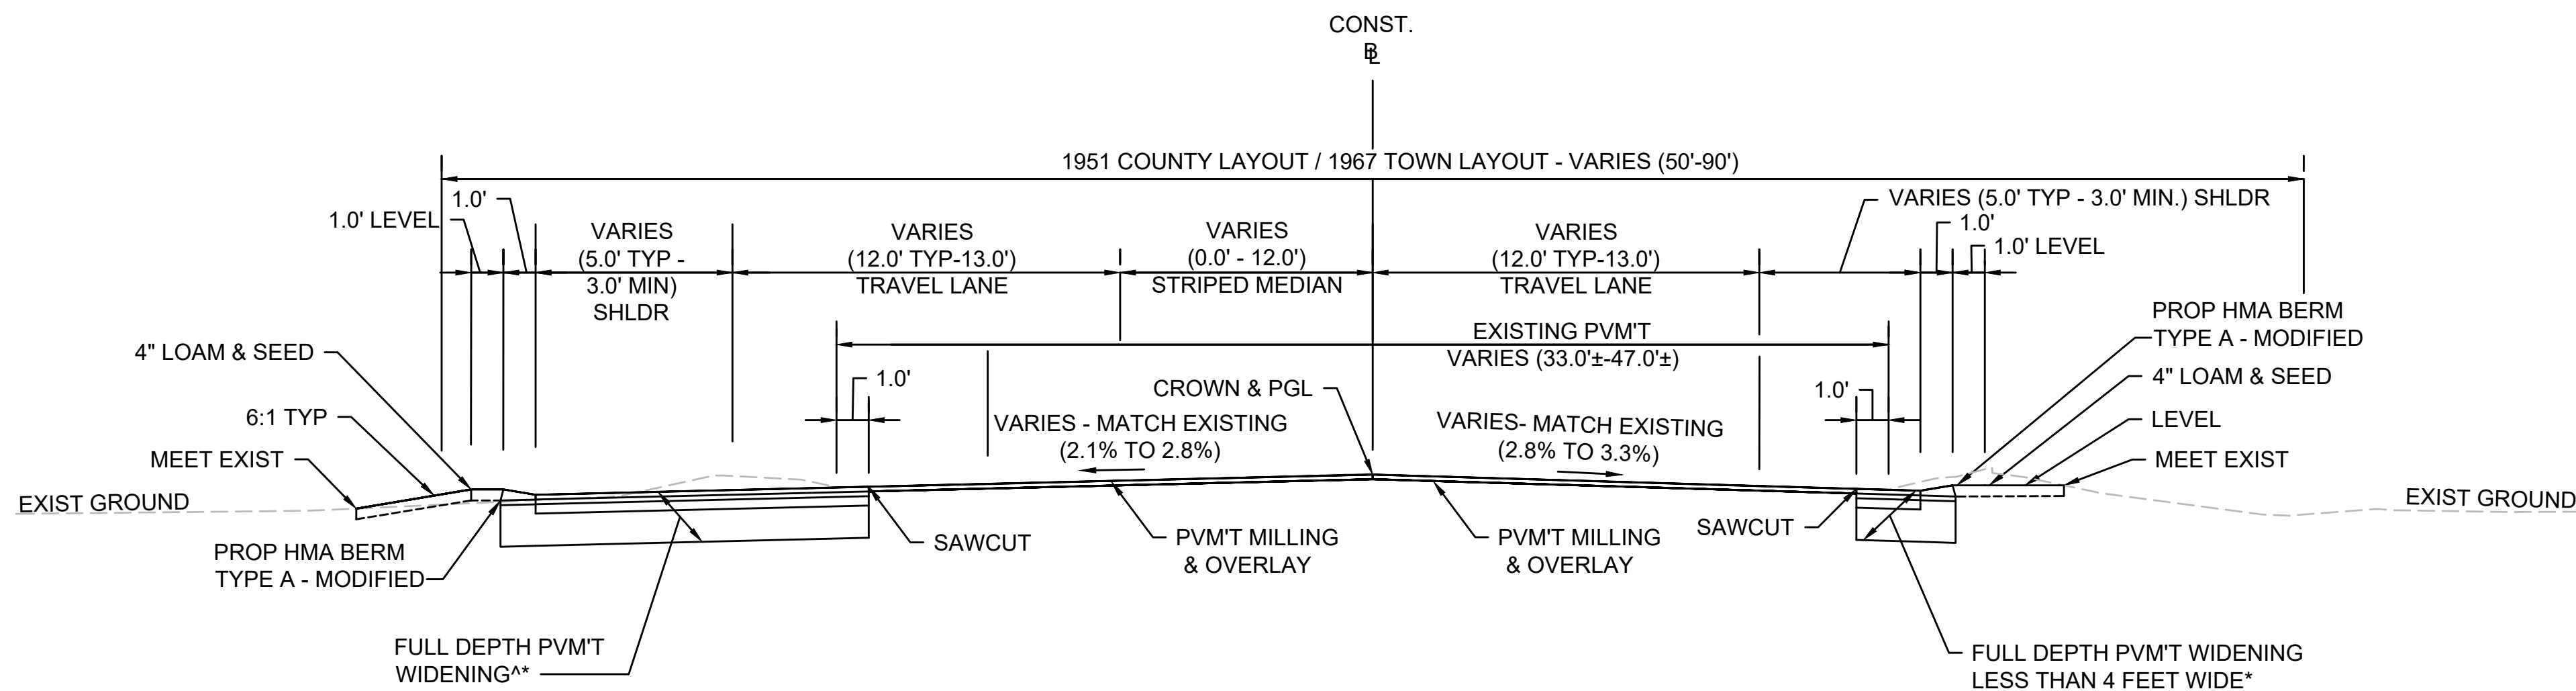 CONST.
BL
1951 COUNTY LAYOUT / 1967 TOWN LAYOUT - VARIES (50'-90')
1.0'
1.0' LEVEL
VARIES
(5.0' TYP -
3.0' MIN)
SHLDR
VARIES
(12.0' TYP-13.0')
TRAVEL LANE
VARIES
(0.0' - 12.0')
STRIPED MEDIAN
VARIES
(12.0' TYP-13.0')
TRAVEL LANE
VARIES (5.0' TYP - 3.0' MIN.) SHLDR
1.0'
1.0' LEVEL
EXISTING PVM'T
VARIES (33.0'±-47.0'±)
PROP HMA BERM
TYPE A - MODIFIED
4" LOAM & SEED
6:1 TYP
MEET EXIST
EXIST GROUND
1.0'
CROWN & PGL
VARIES - MATCH EXISTING
(2.1% TO 2.8%)
VARIES- MATCH EXISTING
(2.8% TO 3.3%)
1.0'
4" LOAM & SEED
LEVEL
MEET EXIST
EXIST GROUND
PROP HMA BERM
TYPE A - MODIFIED
SAWCUT
PVM'T MILLING
& OVERLAY
PVM'T MILLING
& OVERLAY
SAWCUT
FULL DEPTH PVM'T
WIDENING^*
FULL DEPTH PVM'T WIDENING
LESS THAN 4 FEET WIDE*